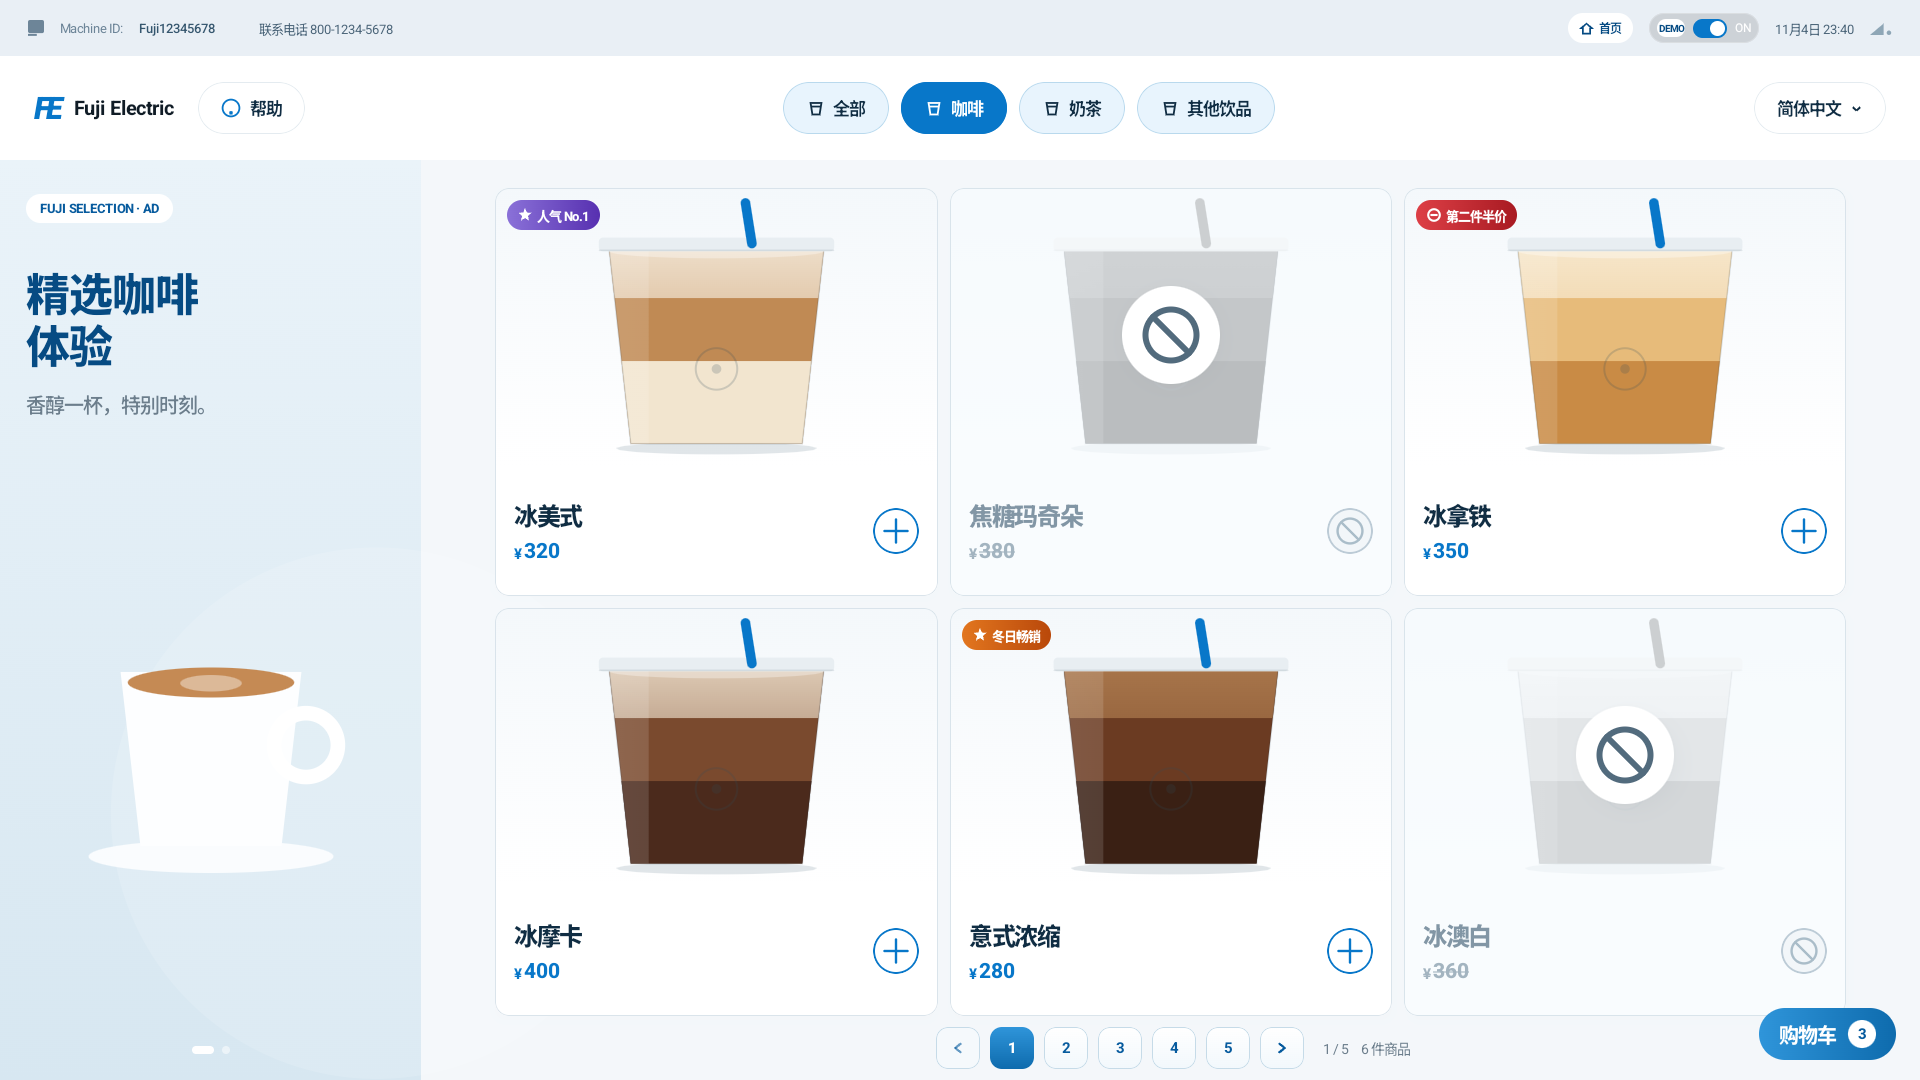 Machine ID: Fuji12345678 联系电话 800-1234-5678 首页 DEMO ON 11月4日 23:40
FE Fuji Electric 帮助 全部 咖啡 奶茶 其他饮品 简体中文
FUJI SELECTION · AD
精选咖啡
体验
香醇一杯，特别时刻。
人气 No.1
冰美式
¥320
焦糖玛奇朵
¥380
第二件半价
冰拿铁
¥350
冰摩卡
¥400
冬日畅销
意式浓缩
¥280
冰澳白
¥360
1 2 3 4 5 1 / 5 6 件商品
购物车 3